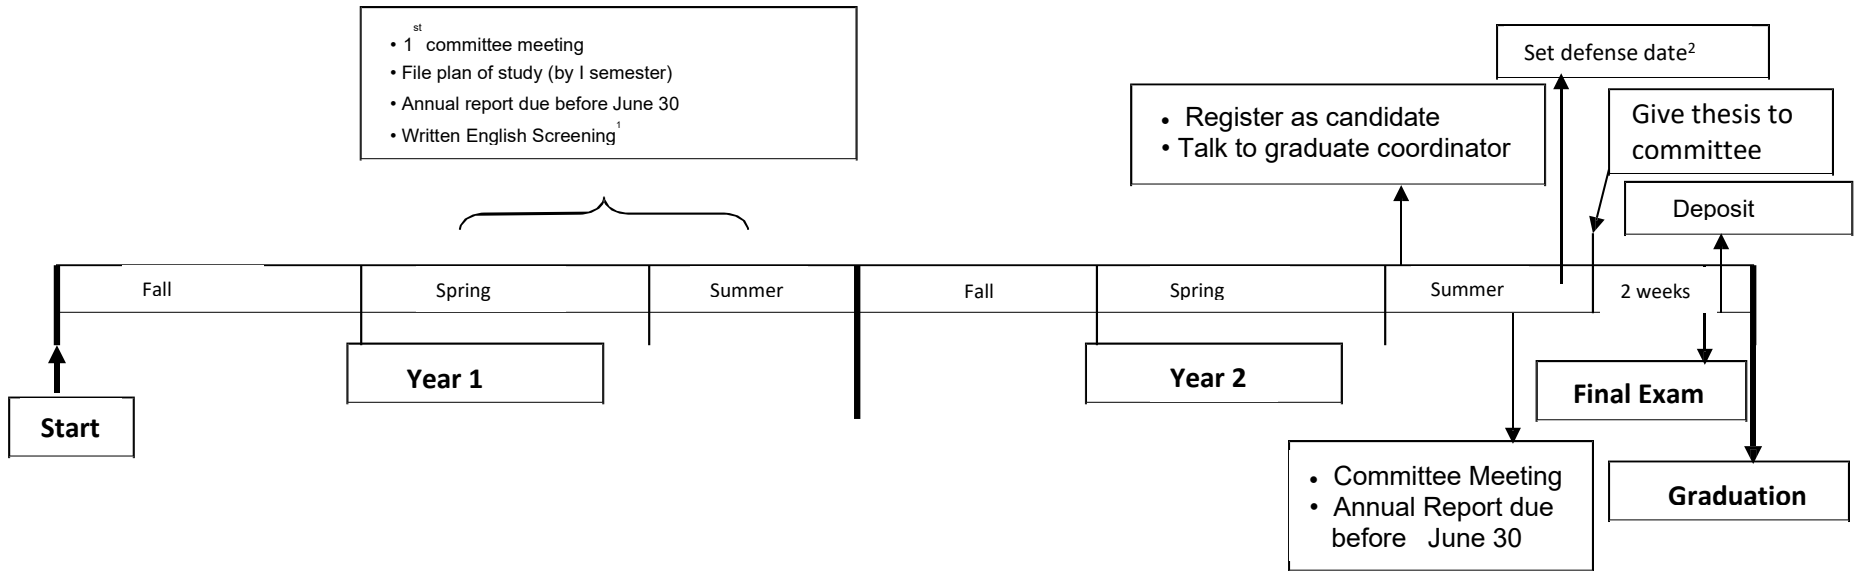 • 1st committee meeting
• File plan of study (by I semester)
• Annual report due before June 30
• Written English Screening1
Set defense date2
• Register as candidate
• Talk to graduate coordinator
Give thesis to
committee
Deposit
Fall
Spring
Summer
Fall
Spring
Summer
2 weeks
Year 1
Year 2
Start
Final Exam
• Committee Meeting
• Annual Report due
before June 30
Graduation